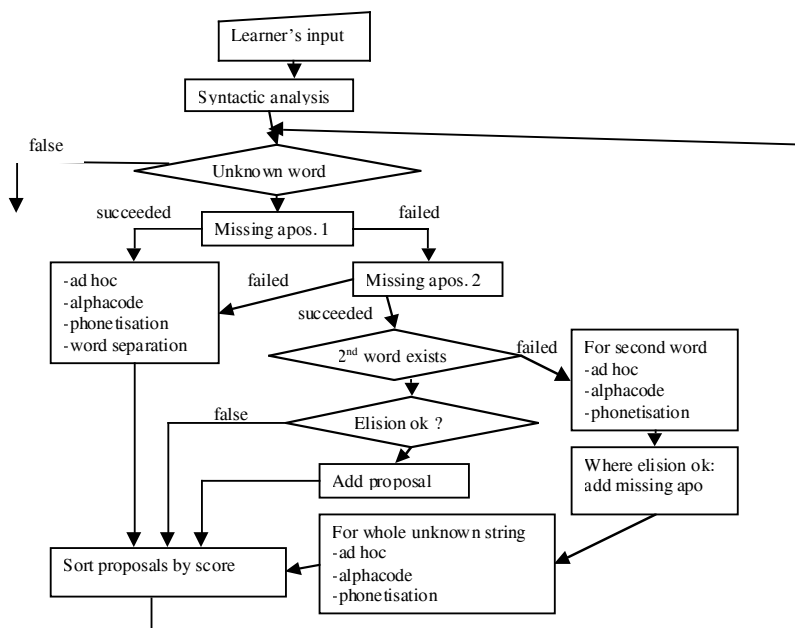 Learner's input
Syntactic analysis
false
Unknown word
succeeded
failed
Missing apos. 1
-ad hoc
-alphacode
-phonetisation
-word separation
failed
Missing apos. 2
succeeded
2nd word exists
failed
For second word
-ad hoc
-alphacode
-phonetisation
false
Elision ok ?
Add proposal
Where elision ok:
add missing apo
For whole unknown string
-ad hoc
-alphacode
-phonetisation
Sort proposals by score